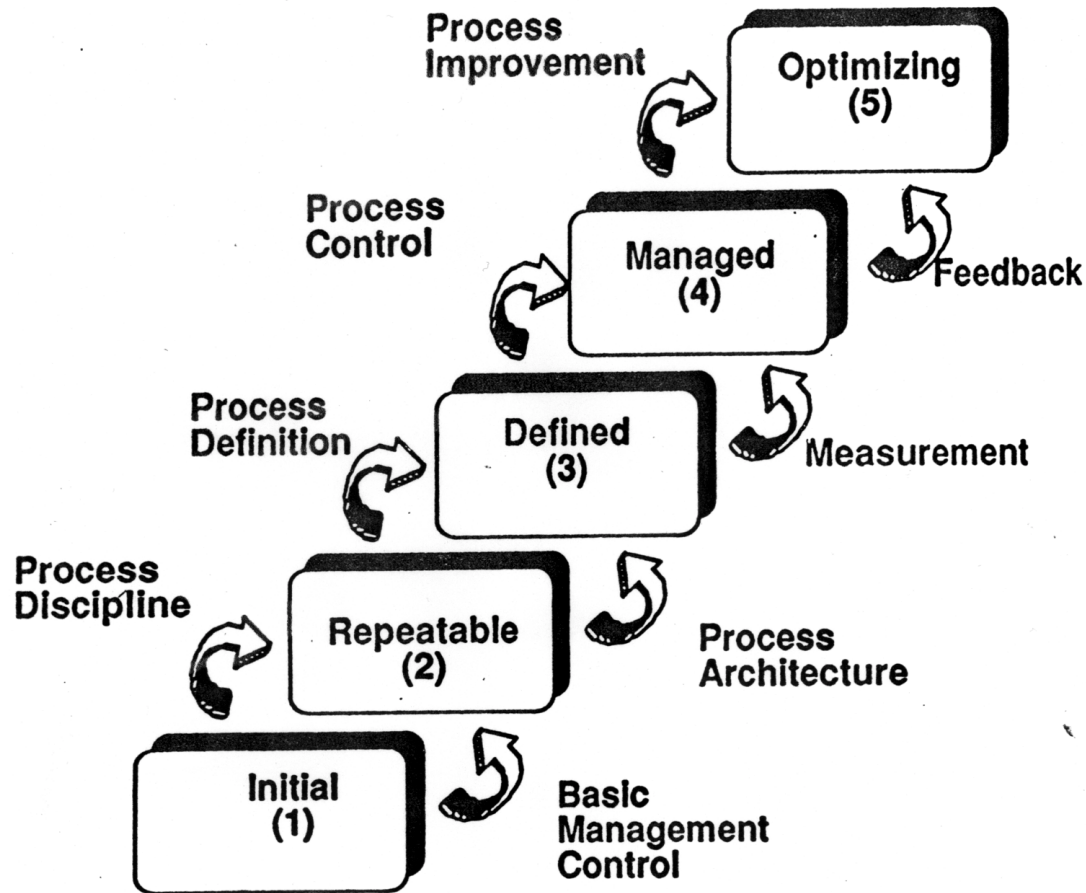 Process
Improvement
Optimizing
(5)
Process
Control
Managed
(4)
Feedback
Process
Definition
Defined
(3)
Measurement
Process
Discipline
Repeatable
(2)
Process
Architecture
Initial
(1)
Basic
Management
Control